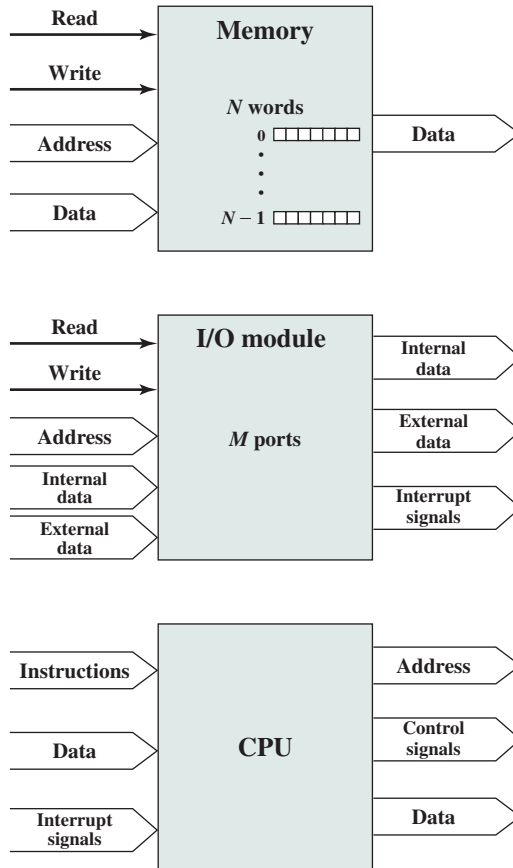 Read
Memory
Write
N words
0
Address
Data
Data
N − 1
Read
I/O module
Internal
data
Write
External
data
Address
M ports
Internal
data
Interrupt
signals
External
data
Instructions
Address
Control
signals
Data
CPU
Interrupt
signals
Data